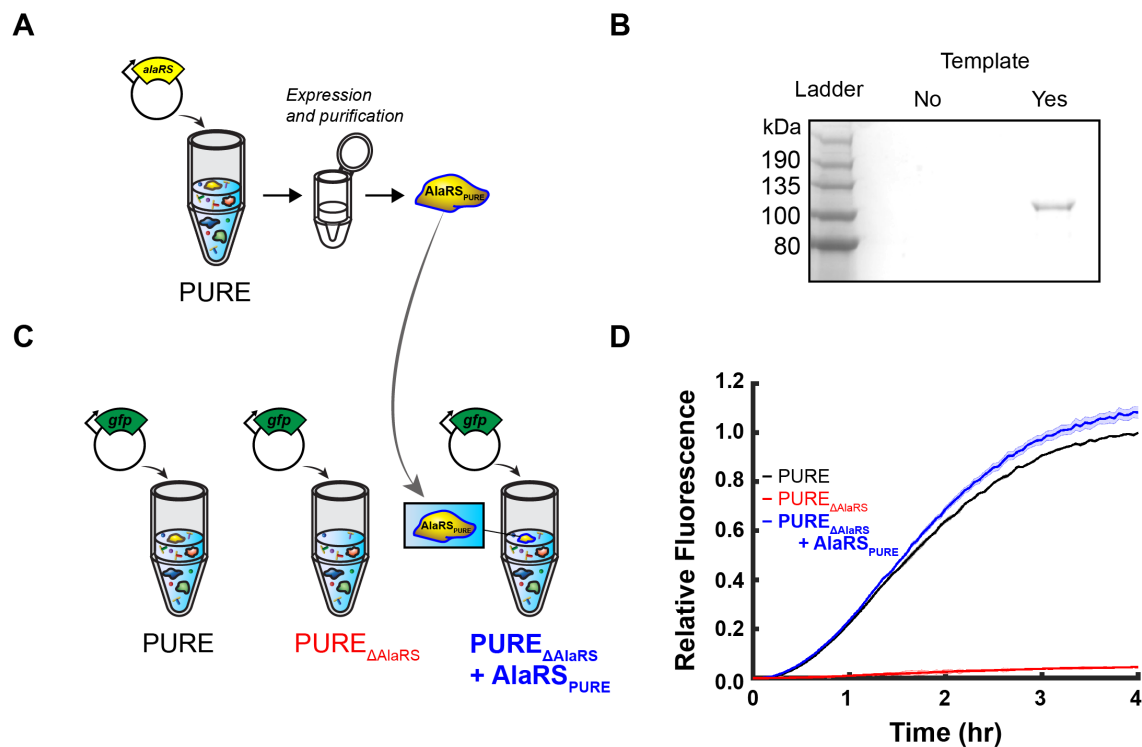 A
alaRS
Expression
and purification
AlaRS PURE
PURE
B
Template
Ladder
No
Yes
kDa
190
135
100
80
C
gfp
gfp
gfp
AlaRS PURE
PURE
PURE ΔAlaRS
PURE ΔAlaRS
+ AlaRS PURE
D
1.2
1.0
0.8
0.6
0.4
0.2
0.0
Relative Fluorescence
PURE
PURE ΔAlaRS
PURE ΔAlaRS
+ AlaRS PURE
0
1
2
3
4
Time (hr)